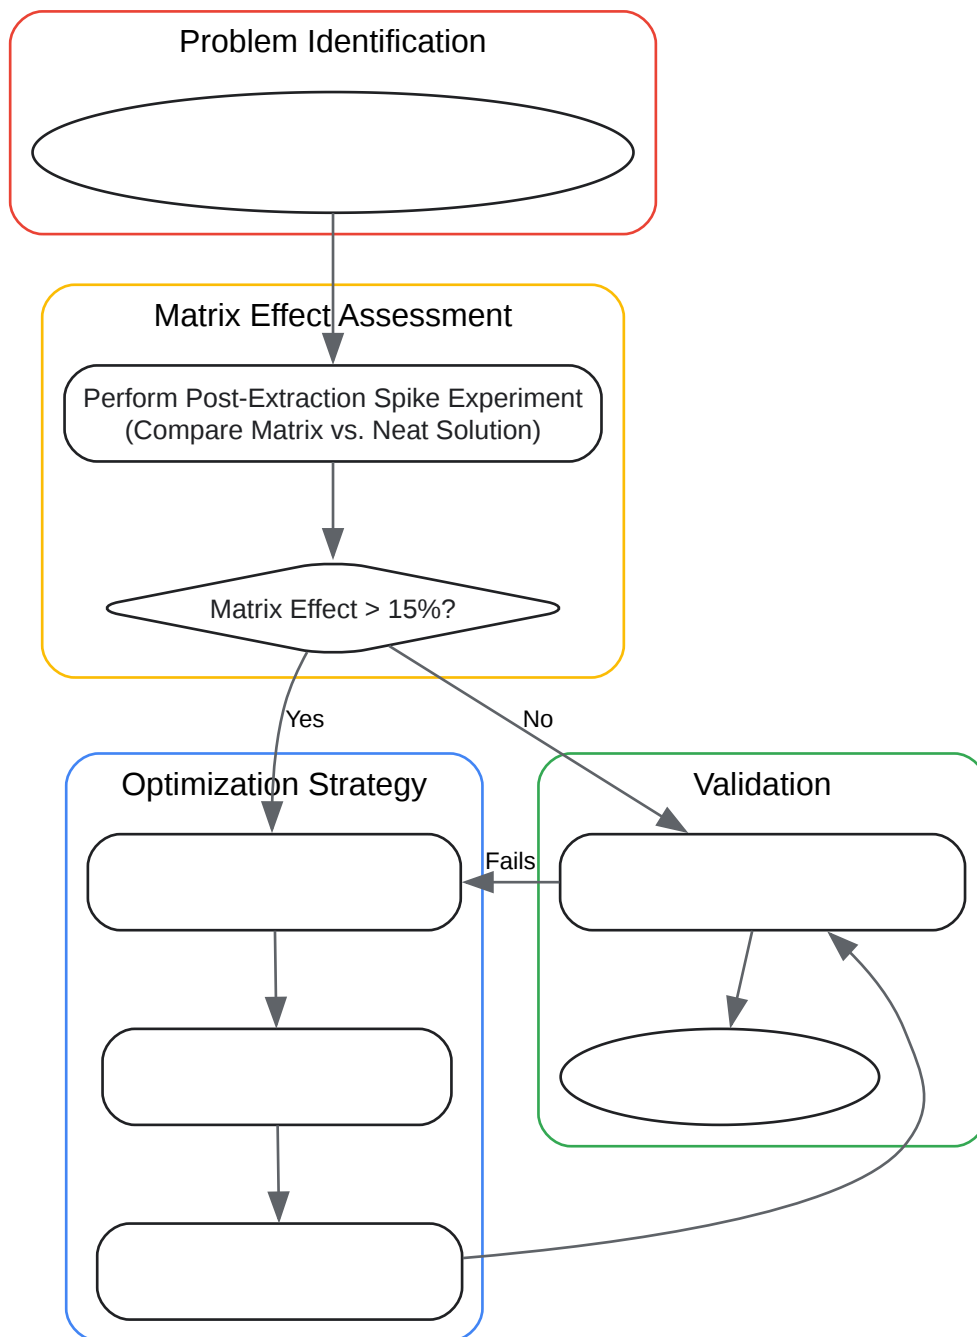 Problem Identification
Matrix Effect Assessment
Perform Post-Extraction Spike Experiment
(Compare Matrix vs. Neat Solution)
Matrix Effect > 15%?
Yes
No
Optimization Strategy
Validation
Fails